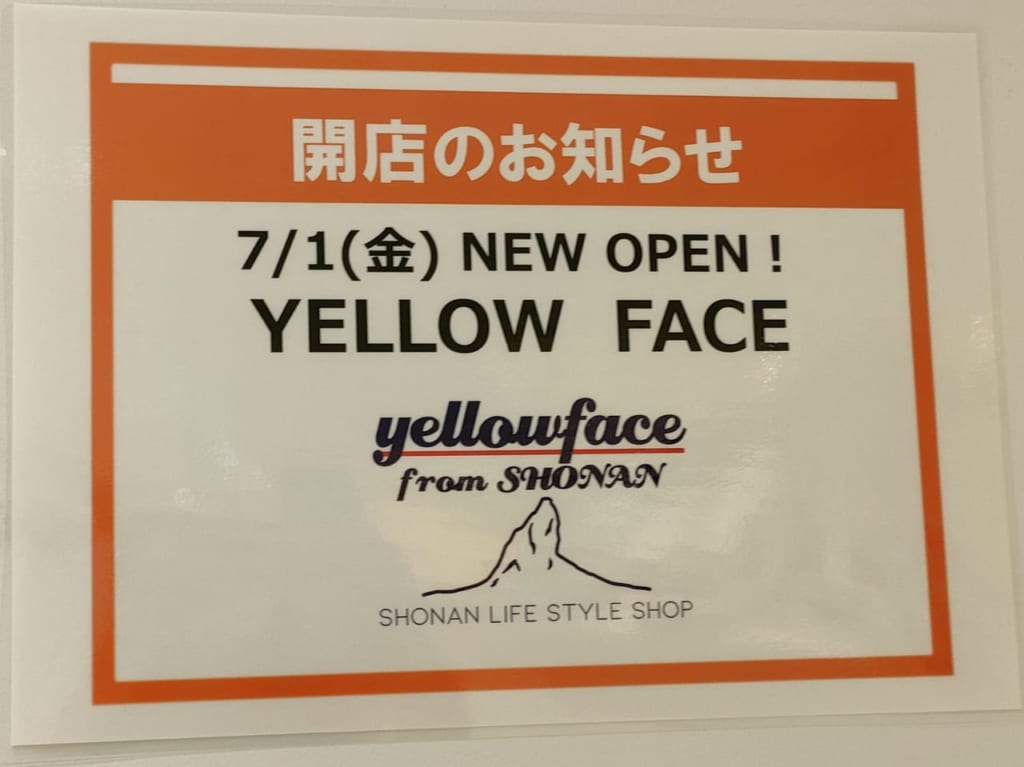 開店のお知らせ
7/1(金) NEW OPEN！
YELLOW FACE
yellowface
from SHONAN
SHONAN LIFE STYLE SHOP